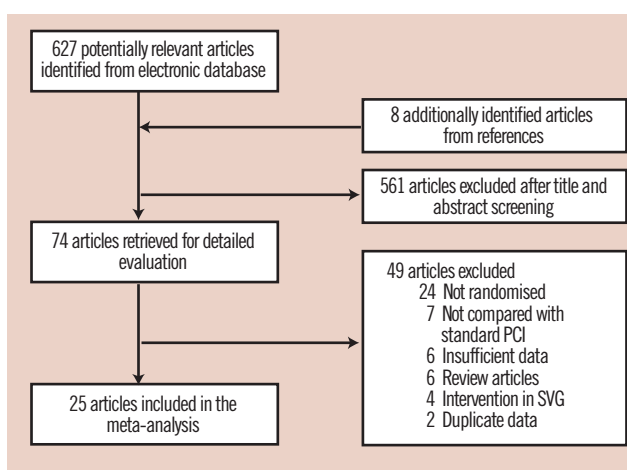 627 potentially relevant articles
identified from electronic database
8 additionally identified articles
from references
561 articles excluded after title and
abstract screening
74 articles retrieved for detailed
evaluation
49 articles excluded
24 Not randomised
7 Not compared with
standard PCI
6 Insufficient data
6 Review articles
4 Intervention in SVG
2 Duplicate data
25 articles included in the
meta-analysis